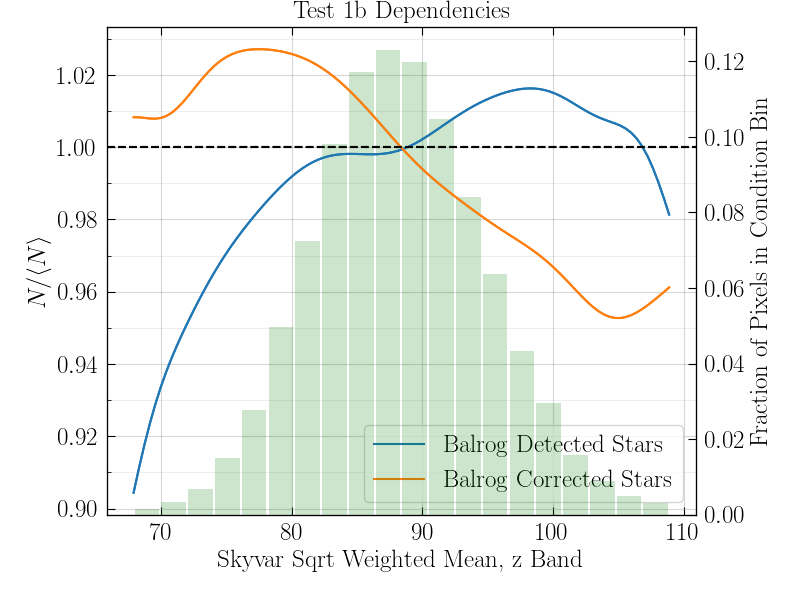 Test 1b Dependencies
N/⟨N⟩
1.02
1.00
0.98
0.96
0.94
0.92
0.90
0.12
0.10
0.08
0.06
0.04
0.02
0.00
Fraction of Pixels in Condition Bin
Balrog Detected Stars
Balrog Corrected Stars
70 80 90 100 110
Skyvar Sqrt Weighted Mean, z Band